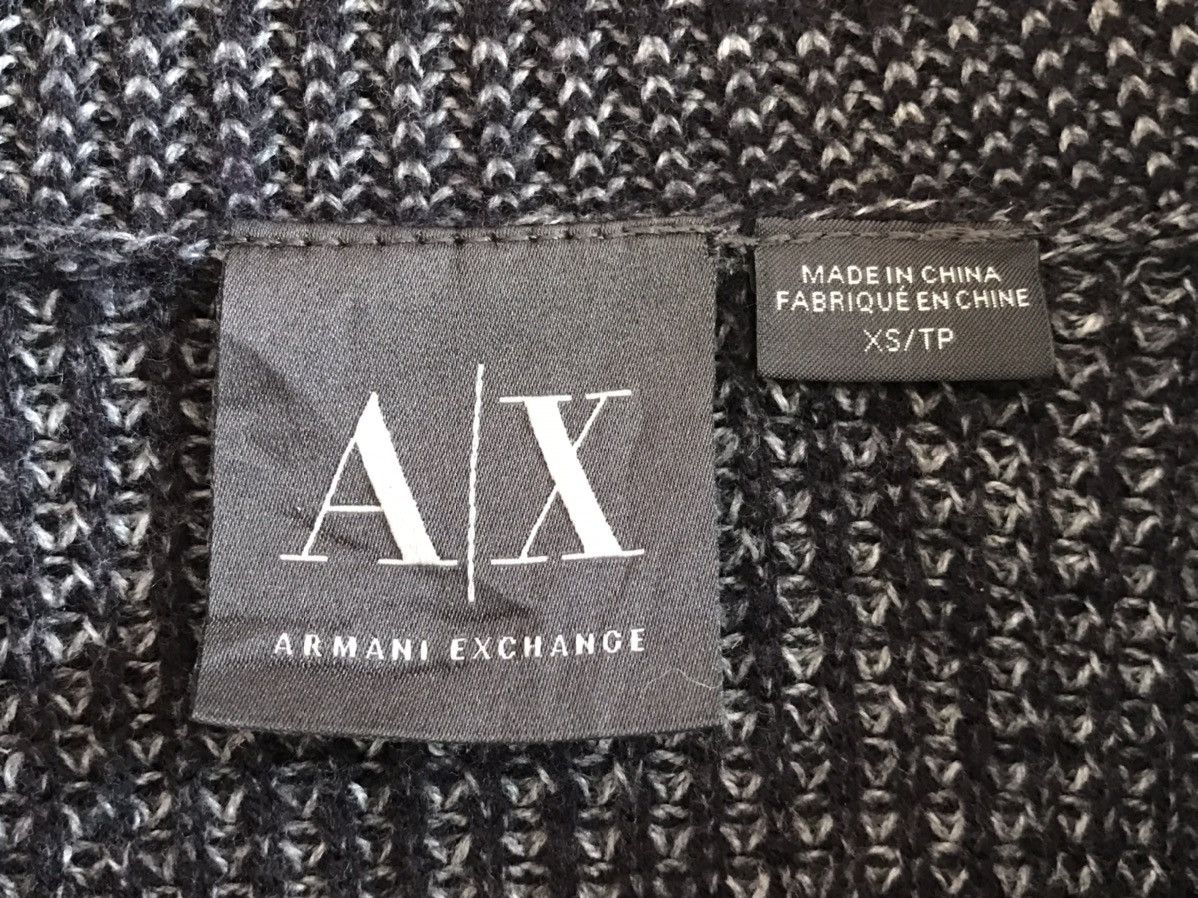 A|X
ARMANI EXCHANGE
MADE IN CHINA
FABRIQUÉ EN CHINE
XS/TP